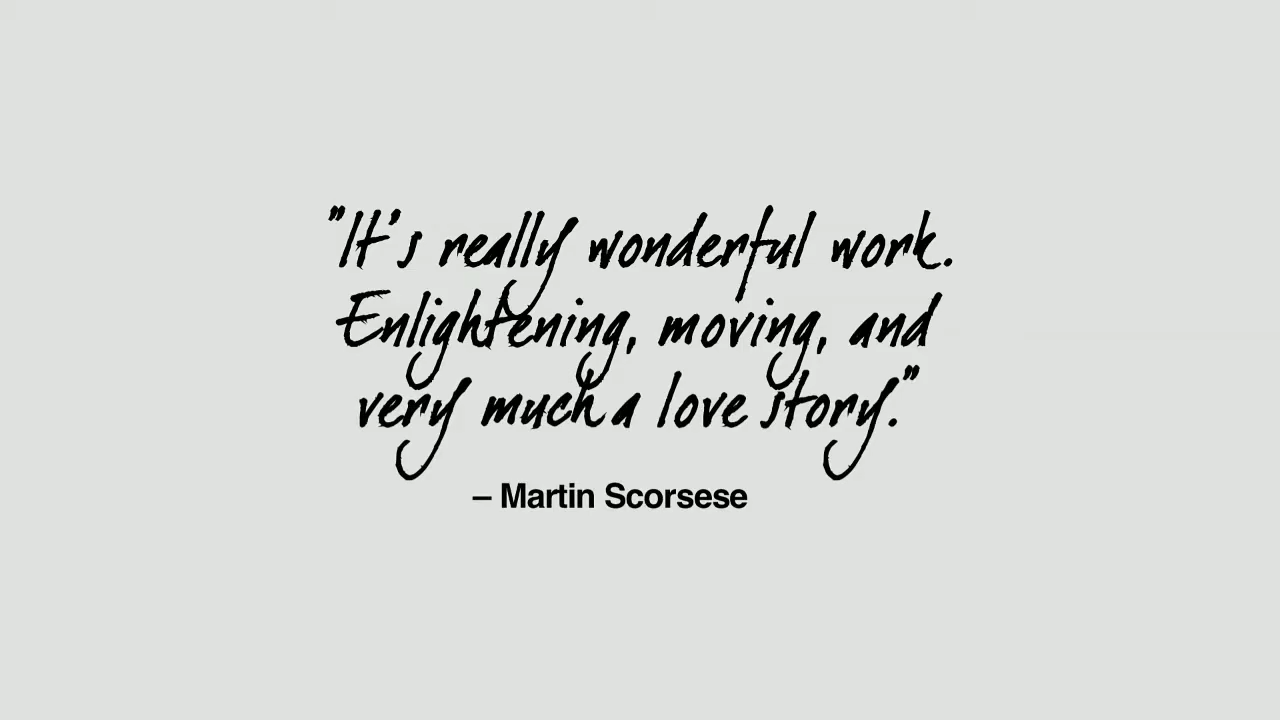 "It's really wonderful work.
Enlightening, moving, and
very much a love story."
– Martin Scorsese